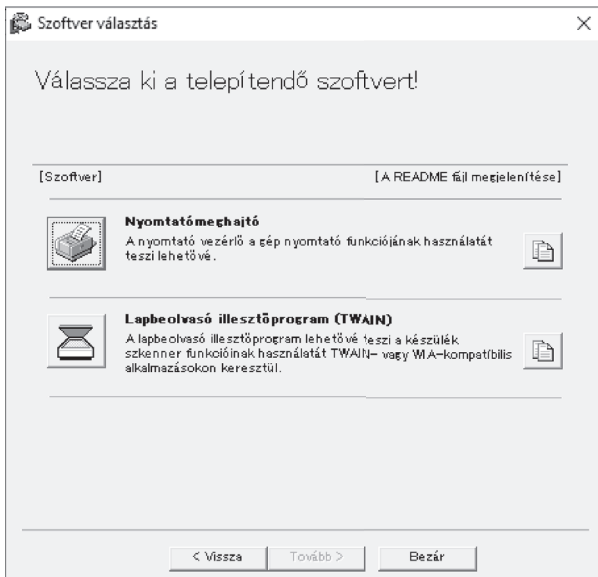 Szoftver választás
Válassza ki a telepítendő szoftvert!
[Szoftver] [A README fájl megjelenítése]
Nyomtatómeghajtó
A nyomtató vezérlő a gép nyomtató funkciójának használatát
teszi lehetővé.
Lapbeolvasó illesztőprogram (TWAIN)
A lapbeolvasó illesztőprogram lehetővé teszi a készülék
szkenner funkcióinak használatát TWAIN- vagy WIA-kompatíbilis
alkalmazásokon keresztül.
< Vissza Tovább > Bezár